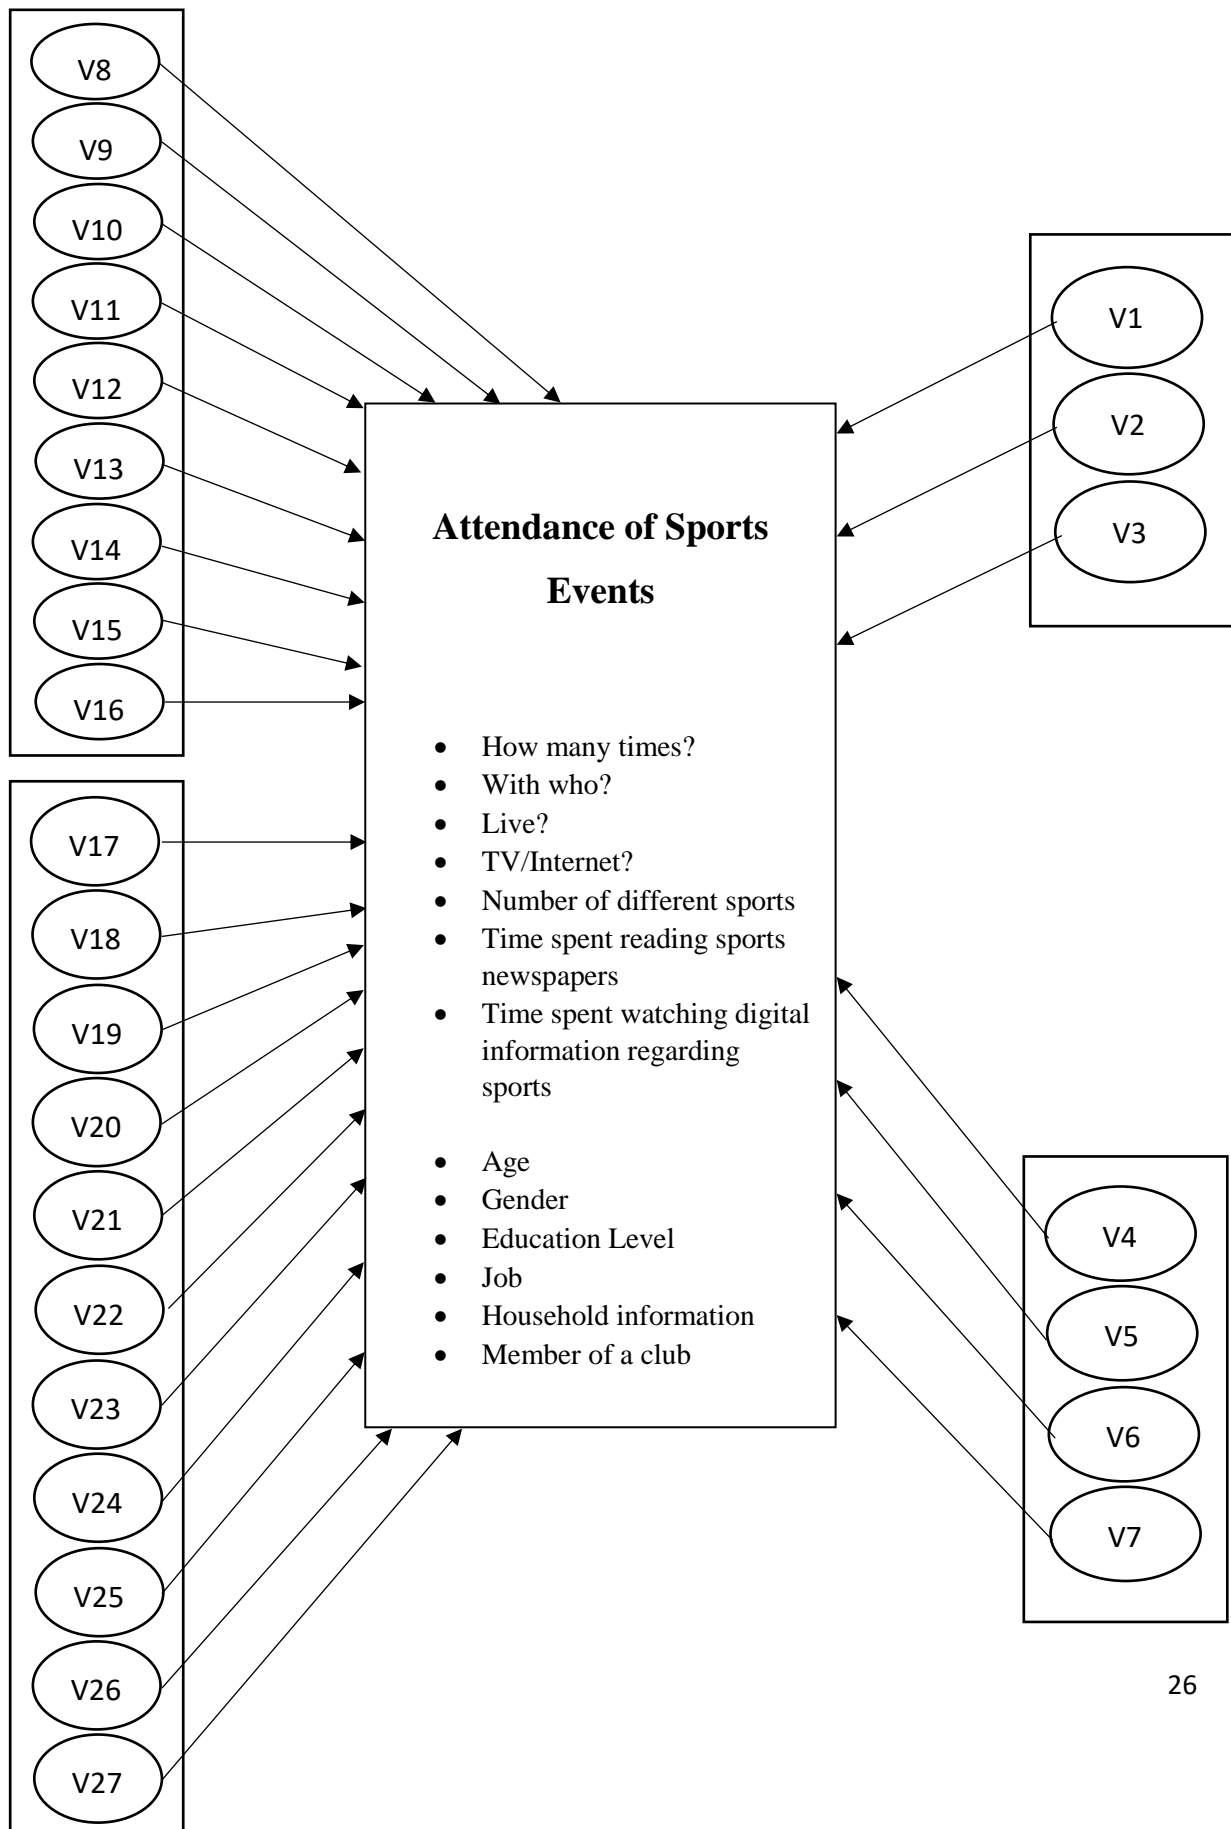 V8
V9
V10
V11
V12
V13
V14
V15
V16
V17
V18
V19
V20
V21
V22
V23
V24
V25
V26
V27
Attendance of Sports
Events
• How many times?
• With who?
• Live?
• TV/Internet?
• Number of different sports
• Time spent reading sports
newspapers
• Time spent watching digital
information regarding
sports
• Age
• Gender
• Education Level
• Job
• Household information
• Member of a club
V1
V2
V3
V4
V5
V6
V7
26